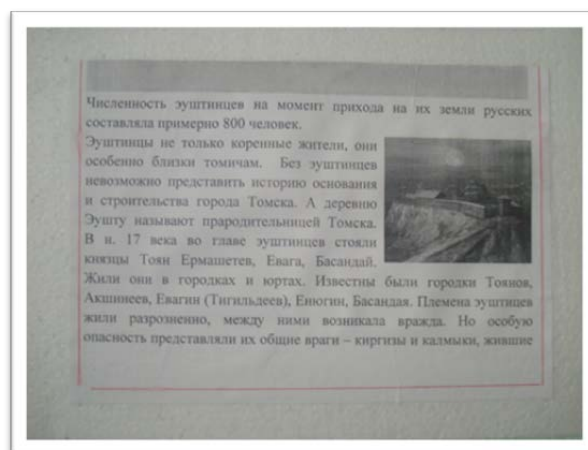 Численность эуштинцев на момент прихода на их земли русских
составляла примерно 800 человек.
Эуштинцы не только коренные жители, они
особенно близки томичам. Без эуштинцев
невозможно представить историю основания
и строительства города Томска. А деревню
Эушту называют прародительницей Томска.
В н. 17 века во главе эуштинцев стояли
князцы Тоян Ермашетев, Евага, Басандай.
Жили они в городках и юртах. Известны были городки Тоянов,
Акшинеев, Евагин (Тигильдеев), Енюгин, Басандая. Племена эуштицев
жили разрозненно, между ними возникала вражда. Но особую
опасность представляли их общие враги – киргизы и калмыки, жившие